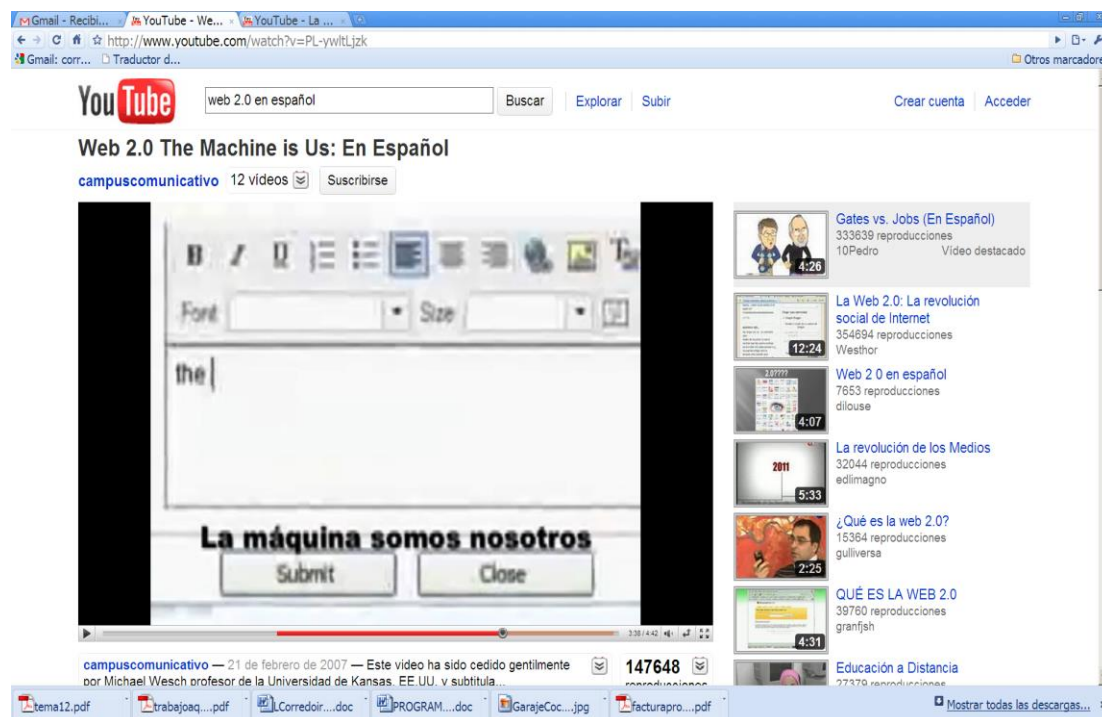 Gmail - Recibi... YouTube - We... YouTube - La ...
http://www.youtube.com/watch?v=PL-ywltLjzk
Gmail: corr... Traductor d... Otros marcadore
YouTube web 2.0 en español Buscar Explorar Subir Crear cuenta Acceder
Web 2.0 The Machine is Us: En Español
campuscomunicativo 12 vídeos Suscribirse
B I U
Font Size
the
La máquina somos nosotros
Submit Close
3:38 / 4:42
campuscomunicativo — 21 de febrero de 2007 — Este video ha sido cedido gentilmente
por Michael Wesch profesor de la Universidad de Kansas, EE.UU. y subtitula...
147648
reproducciones
Gates vs. Jobs (En Español)
333639 reproducciones
10Pedro Vídeo destacado
4:26
La Web 2.0: La revolución
social de Internet
354694 reproducciones
Westhor
12:24
Web 2 0 en español
7653 reproducciones
dilouse
2.0????
4:07
La revolución de los Medios
32044 reproducciones
edlimagno
2011
5:33
¿Qué es la web 2.0?
15364 reproducciones
gulliversa
2:25
QUÉ ES LA WEB 2.0
39760 reproducciones
granfjsh
4:31
Educación a Distancia
27379 reproducciones
tema12.pdf trabajoaq....pdf LCorredoir....doc PROGRAM....doc GarajeCoc....jpg facturapro....pdf Mostrar todas las descargas...